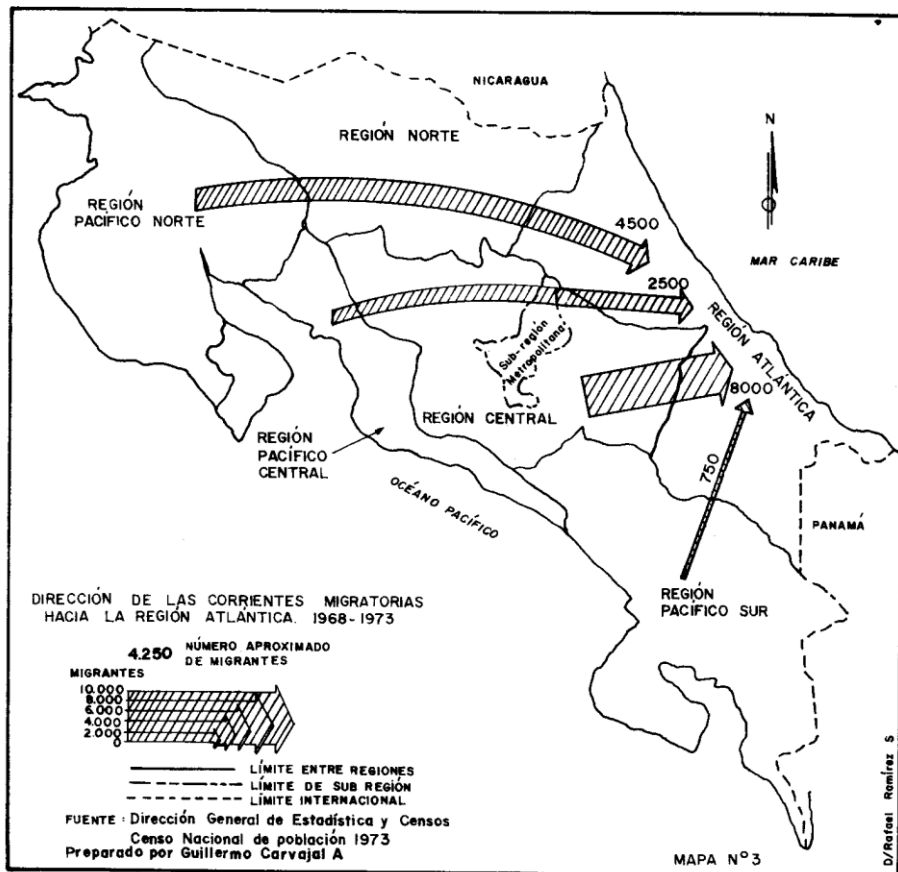 NICARAGUA
REGIÓN NORTE
N
REGIÓN
PACÍFICO NORTE
4500
MAR CARIBE
2500
REGIÓN ATLÁNTICA
Sub-región
Metropolitana
8000
REGIÓN CENTRAL
REGIÓN
PACÍFICO
CENTRAL
750
OCÉANO PACÍFICO
PANAMÁ
REGIÓN
PACÍFICO SUR
DIRECCIÓN DE LAS CORRIENTES MIGRATORIAS
HACIA LA REGIÓN ATLÁNTICA. 1968-1973
4.250 NÚMERO APROXIMADO
DE MIGRANTES
MIGRANTES
10.000
8.000
6.000
4.000
2.000
0
LÍMITE ENTRE REGIONES
LÍMITE DE SUB REGIÓN
LÍMITE INTERNACIONAL
FUENTE : Dirección General de Estadística y Censos
Censo Nacional de población 1973
Preparado por Guillermo Carvajal A
MAPA N°3
D/Rafael Ramírez S